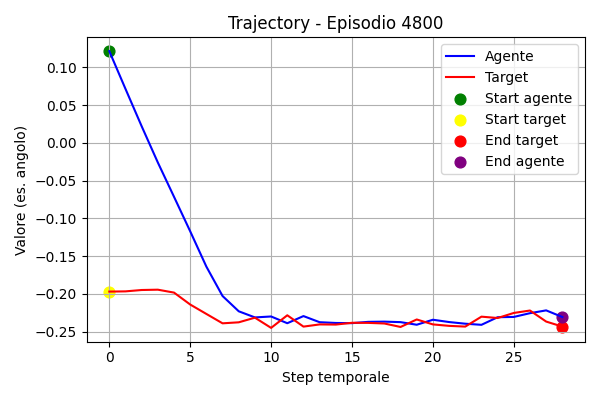 Trajectory - Episodio 4800
Agente
Target
Start agente
Start target
End target
End agente
Valore (es. angolo)
0.10
0.05
0.00
−0.05
−0.10
−0.15
−0.20
−0.25
0 5 10 15 20 25
Step temporale